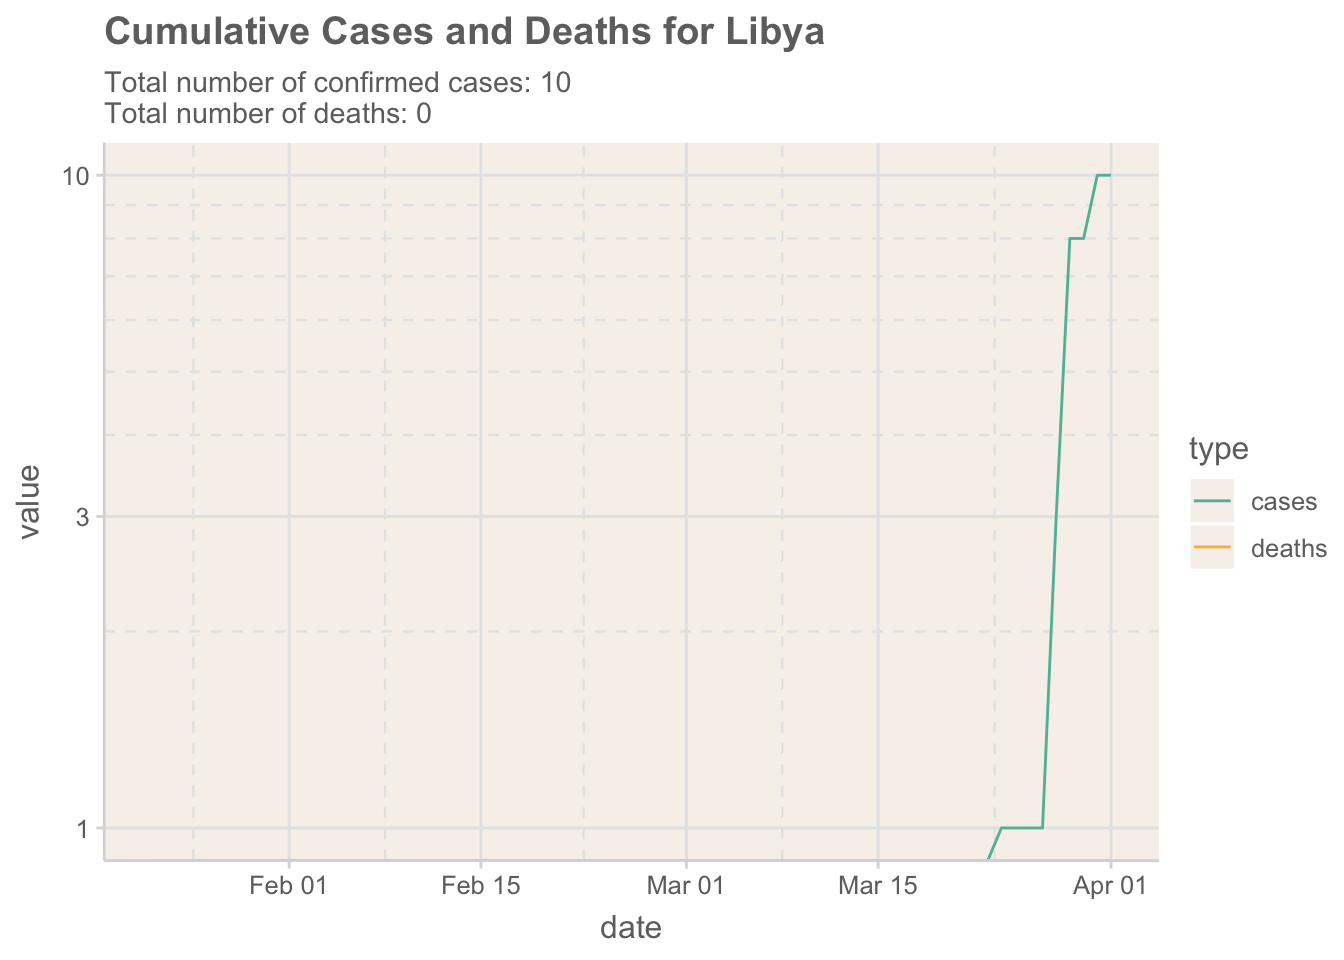 Cumulative Cases and Deaths for Libya
Total number of confirmed cases: 10
Total number of deaths: 0
10
3
1
value
Feb 01
Feb 15
Mar 01
Mar 15
Apr 01
date
type
cases
deaths